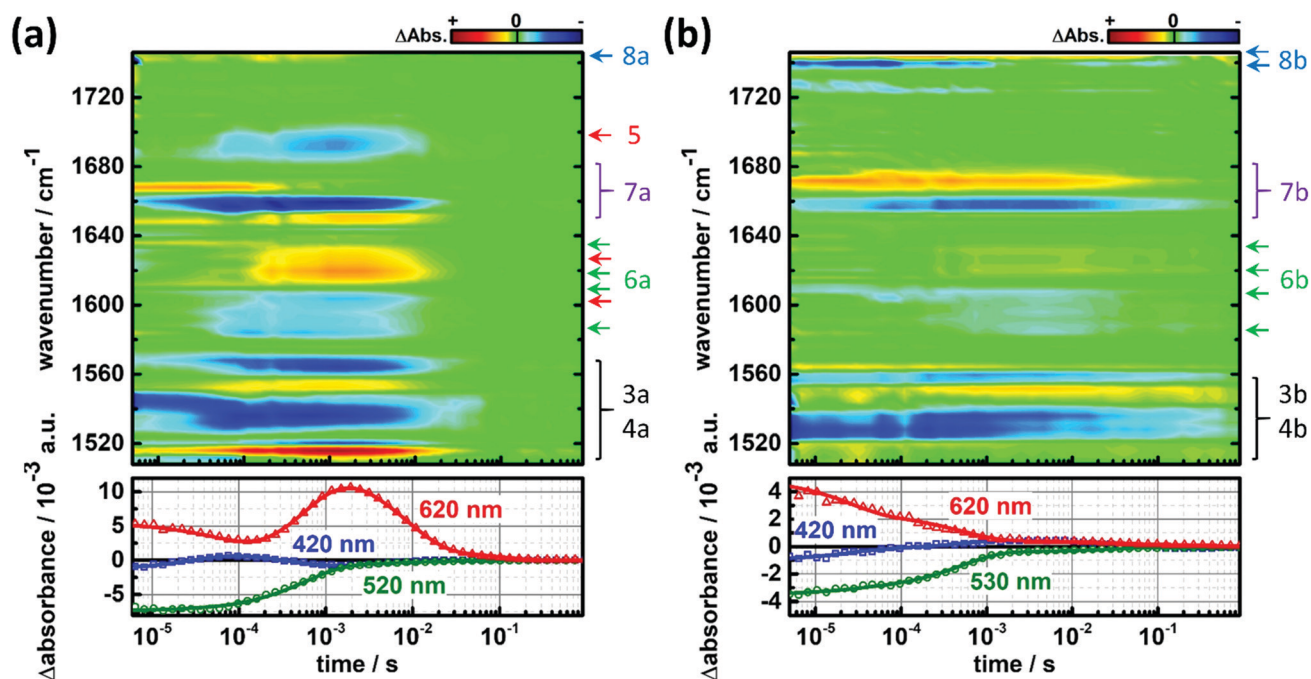 (a)
ΔAbs.
+ 0 -
wavenumber / cm-1
1720
1680
1640
1600
1560
1520
8a
5
7a
6a
3a
4a
Δabsorbance / 10-3 a.u.
10
5
0
-5
620 nm
420 nm
520 nm
10-5 10-4 10-3 10-2 10-1
time / s
(b)
ΔAbs.
+ 0 -
wavenumber / cm-1
1720
1680
1640
1600
1560
1520
8b
7b
6b
3b
4b
Δabsorbance / 10-3 a.u.
4
2
0
-2
-4
620 nm
420 nm
530 nm
10-5 10-4 10-3 10-2 10-1
time / s